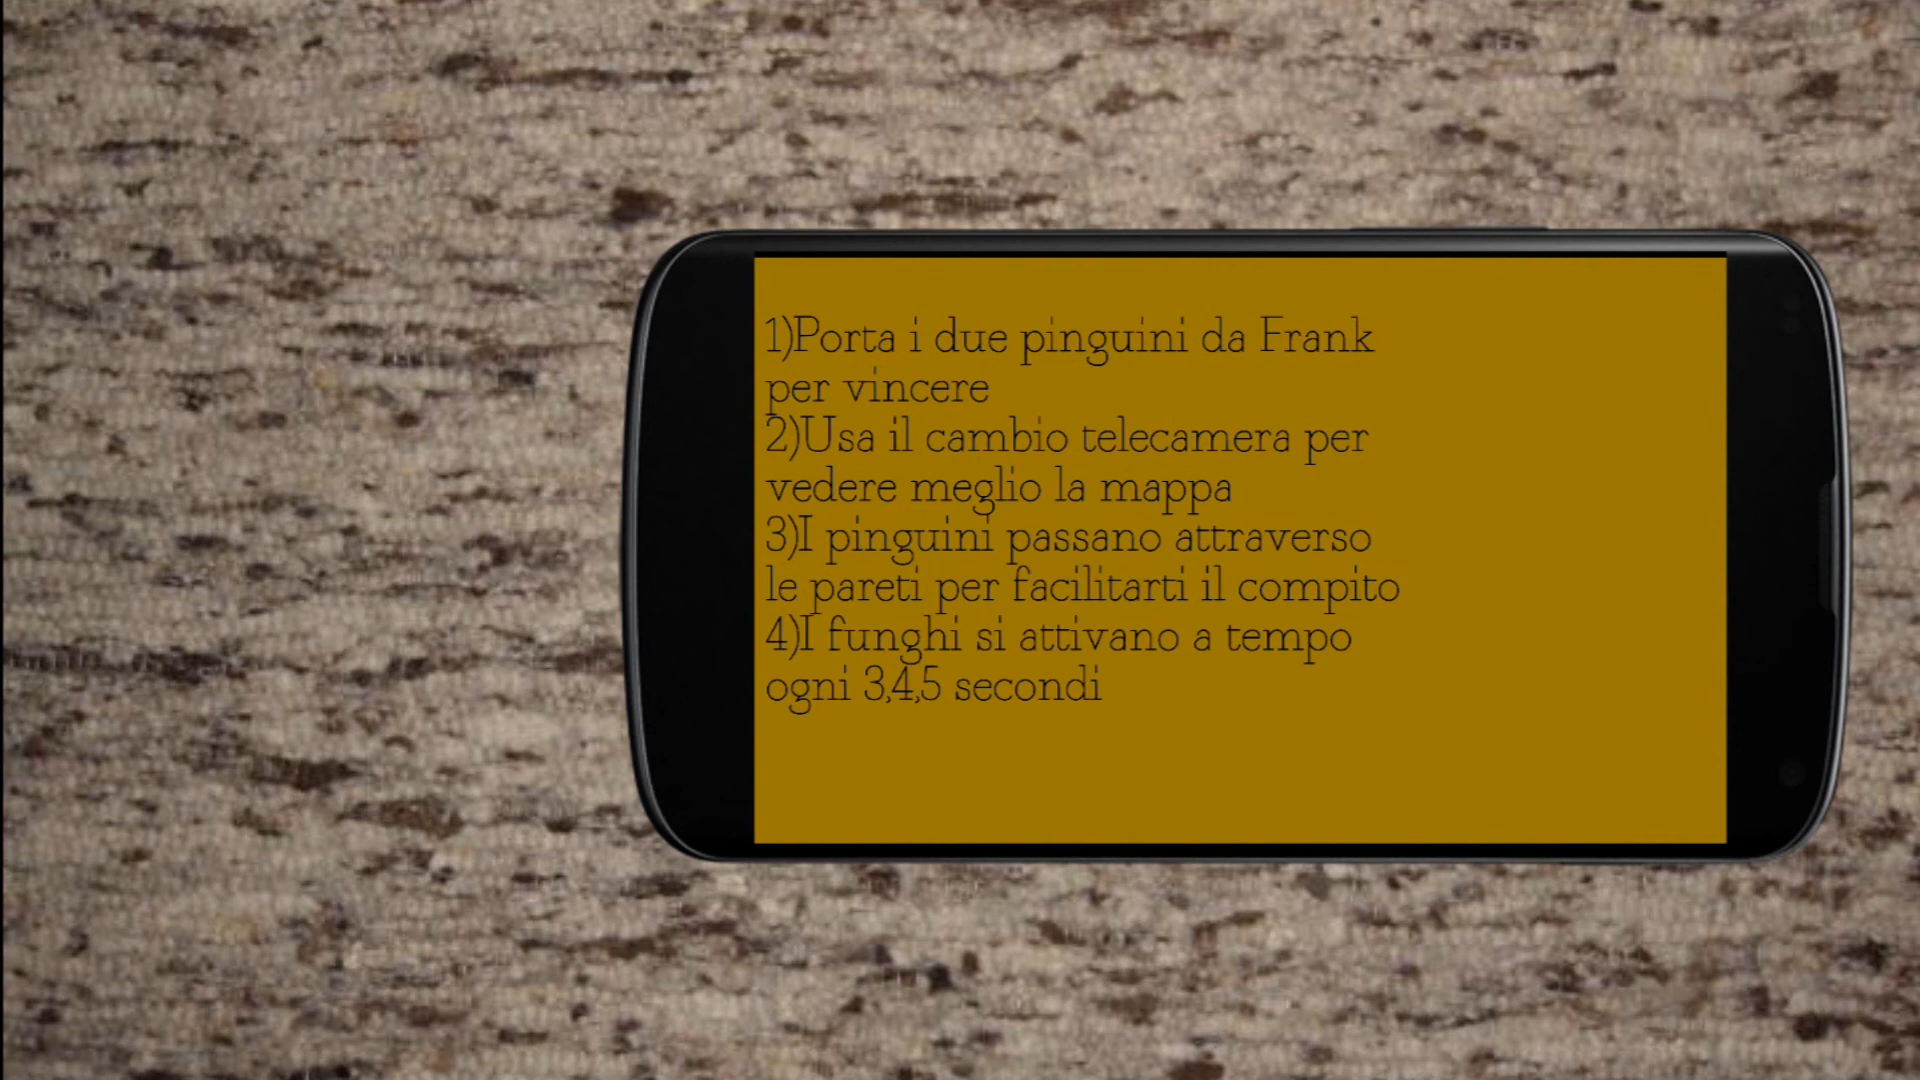 1)Porta i due pinguini da Frank
per vincere
2)Usa il cambio telecamera per
vedere meglio la mappa
3)I pinguini passano attraverso
le pareti per facilitarti il compito
4)I funghi si attivano a tempo
ogni 3,4,5 secondi